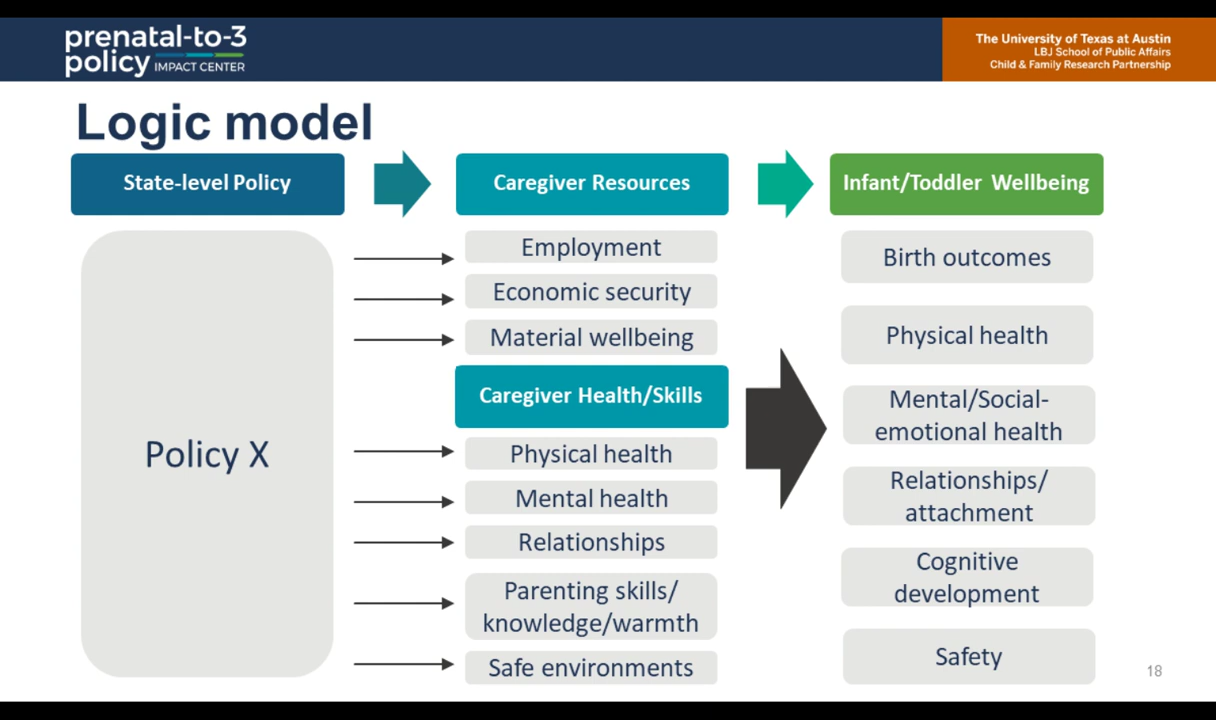 prenatal-to-3
policy IMPACT CENTER
The University of Texas at Austin
LBJ School of Public Affairs
Child & Family Research Partnership
Logic model
State-level Policy
Policy X
Caregiver Resources
Employment
Economic security
Material wellbeing
Caregiver Health/Skills
Physical health
Mental health
Relationships
Parenting skills/
knowledge/warmth
Safe environments
Infant/Toddler Wellbeing
Birth outcomes
Physical health
Mental/Social-
emotional health
Relationships/
attachment
Cognitive
development
Safety
18